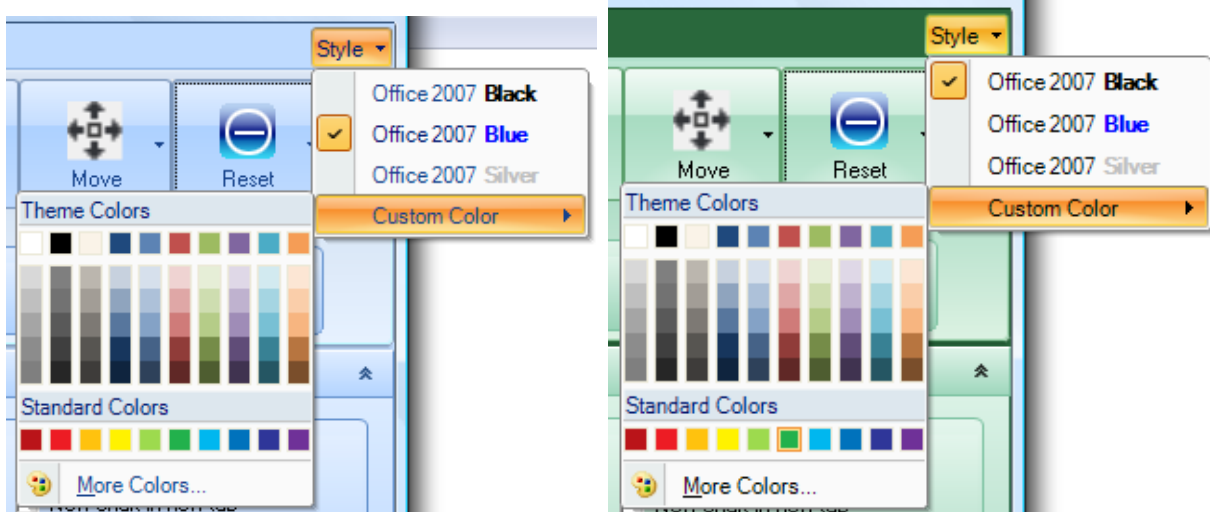 Style
Office 2007 Black
Office 2007 Blue
Office 2007 Silver
Custom Color
Move
Reset
Theme Colors
Standard Colors
More Colors...
Style
Office 2007 Black
Office 2007 Blue
Office 2007 Silver
Custom Color
Move
Reset
Theme Colors
Standard Colors
More Colors...